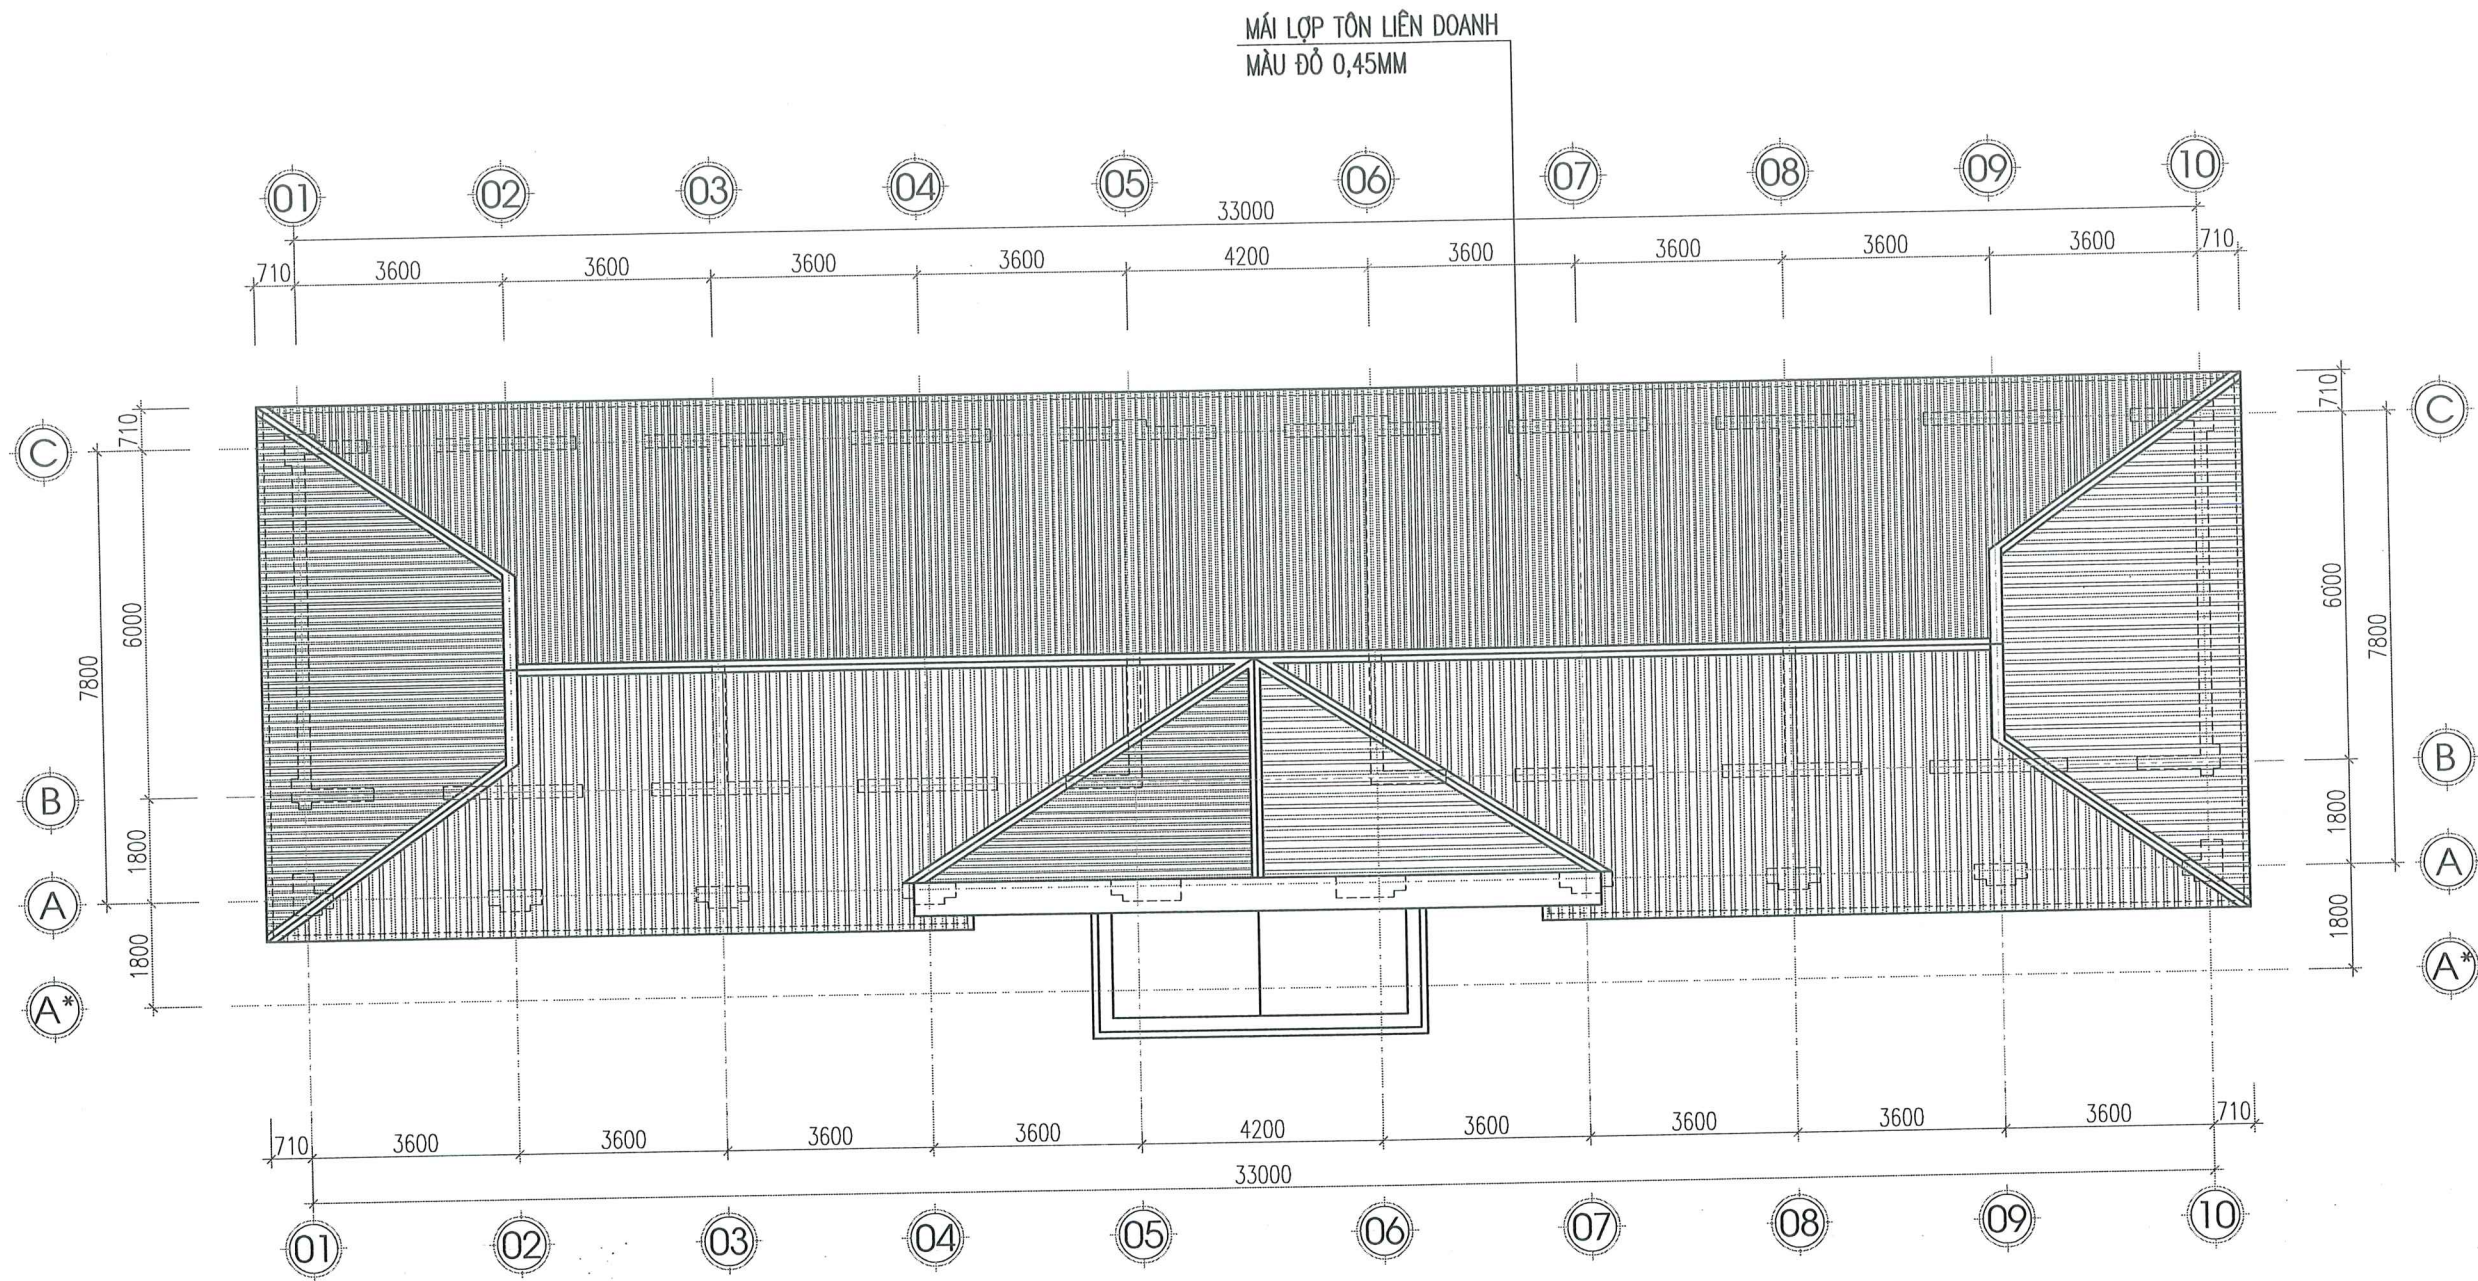 MÁI LỢP TÔN LIÊN DOANH
MÀU ĐỎ 0,45MM
01 02 03 04 05 06 07 08 09 10
33000
710 3600 3600 3600 3600 4200 3600 3600 3600 3600 710
C 710 710 C
7800 6000 6000 7800
B B
1800 1800
A A
1800 1800
A* A*
710 3600 3600 3600 3600 4200 3600 3600 3600 3600 710
33000
01 02 03 04 05 06 07 08 09 10